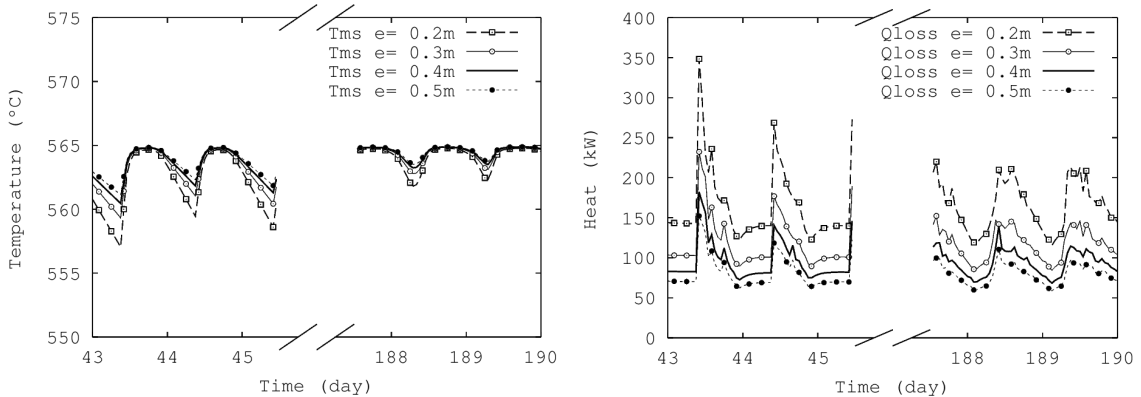 575
570
565
560
555
550
Temperature (°C)
Tms e= 0.2m
Tms e= 0.3m
Tms e= 0.4m
Tms e= 0.5m
43 44 45 188 189 190
Time (day)
400
350
300
250
200
150
100
50
0
Heat (kW)
Qloss e= 0.2m
Qloss e= 0.3m
Qloss e= 0.4m
Qloss e= 0.5m
43 44 45 188 189 190
Time (day)